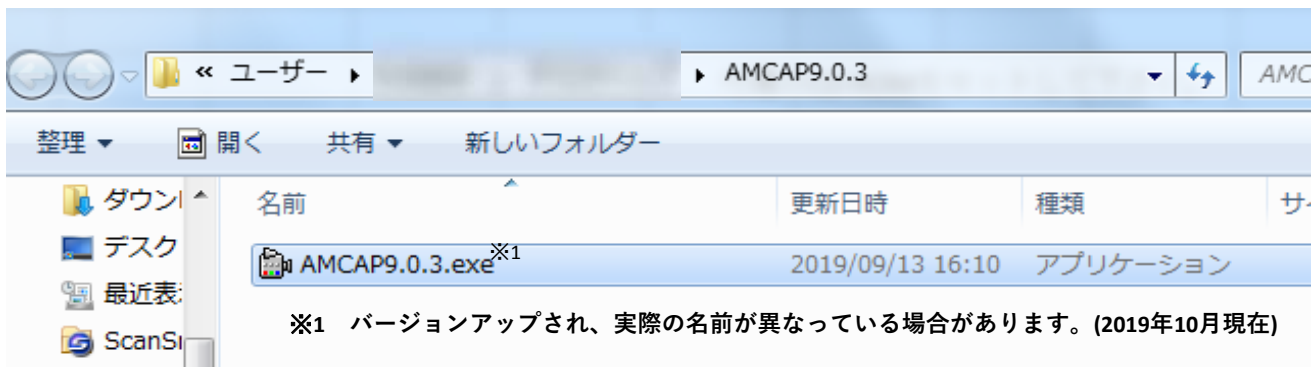 « ユーザー ▶ ▶ AMCAP9.0.3 AMC
整理 ▼ 開く 共有 ▼ 新しいフォルダー
ダウンl 名前 更新日時 種類 サ
デスク AMCAP9.0.3.exe※1 2019/09/13 16:10 アプリケーション
最近表
※1 バージョンアップされ、実際の名前が異なっている場合があります。(2019年10月現在)
ScanS